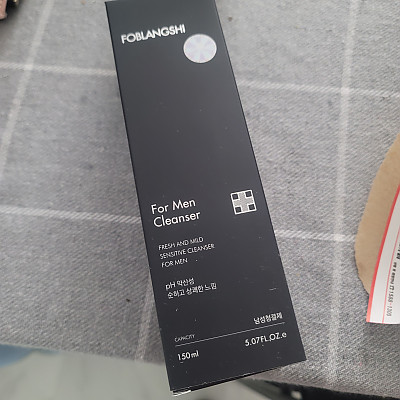 FOBLANGSHI
For Men
Cleanser
FRESH AND MILD
SENSITIVE CLEANSER
FOR MEN
pH 약산성
순하고 상쾌한 느낌
남성청결제
CAPACITY
150ml
5.07FL.OZ.e